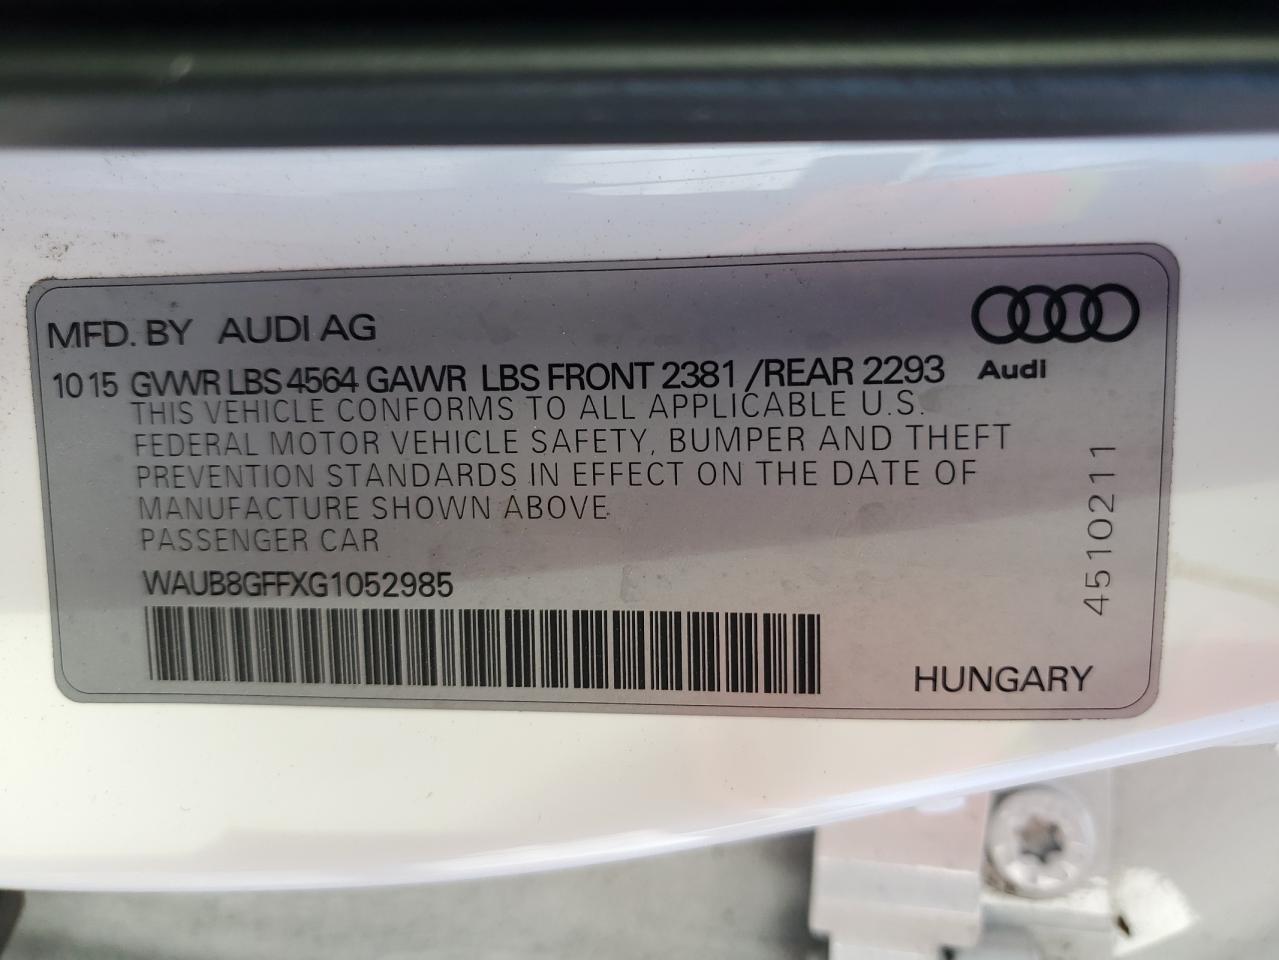 MFD. BY AUDI AG
Audi
10 15 GVWR LBS 4564 GAWR LBS FRONT 2381 /REAR 2293
THIS VEHICLE CONFORMS TO ALL APPLICABLE U.S.
FEDERAL MOTOR VEHICLE SAFETY, BUMPER AND THEFT
PREVENTION STANDARDS IN EFFECT ON THE DATE OF
MANUFACTURE SHOWN ABOVE.
PASSENGER CAR
WAUB8GFFXG1052985
4510211
HUNGARY